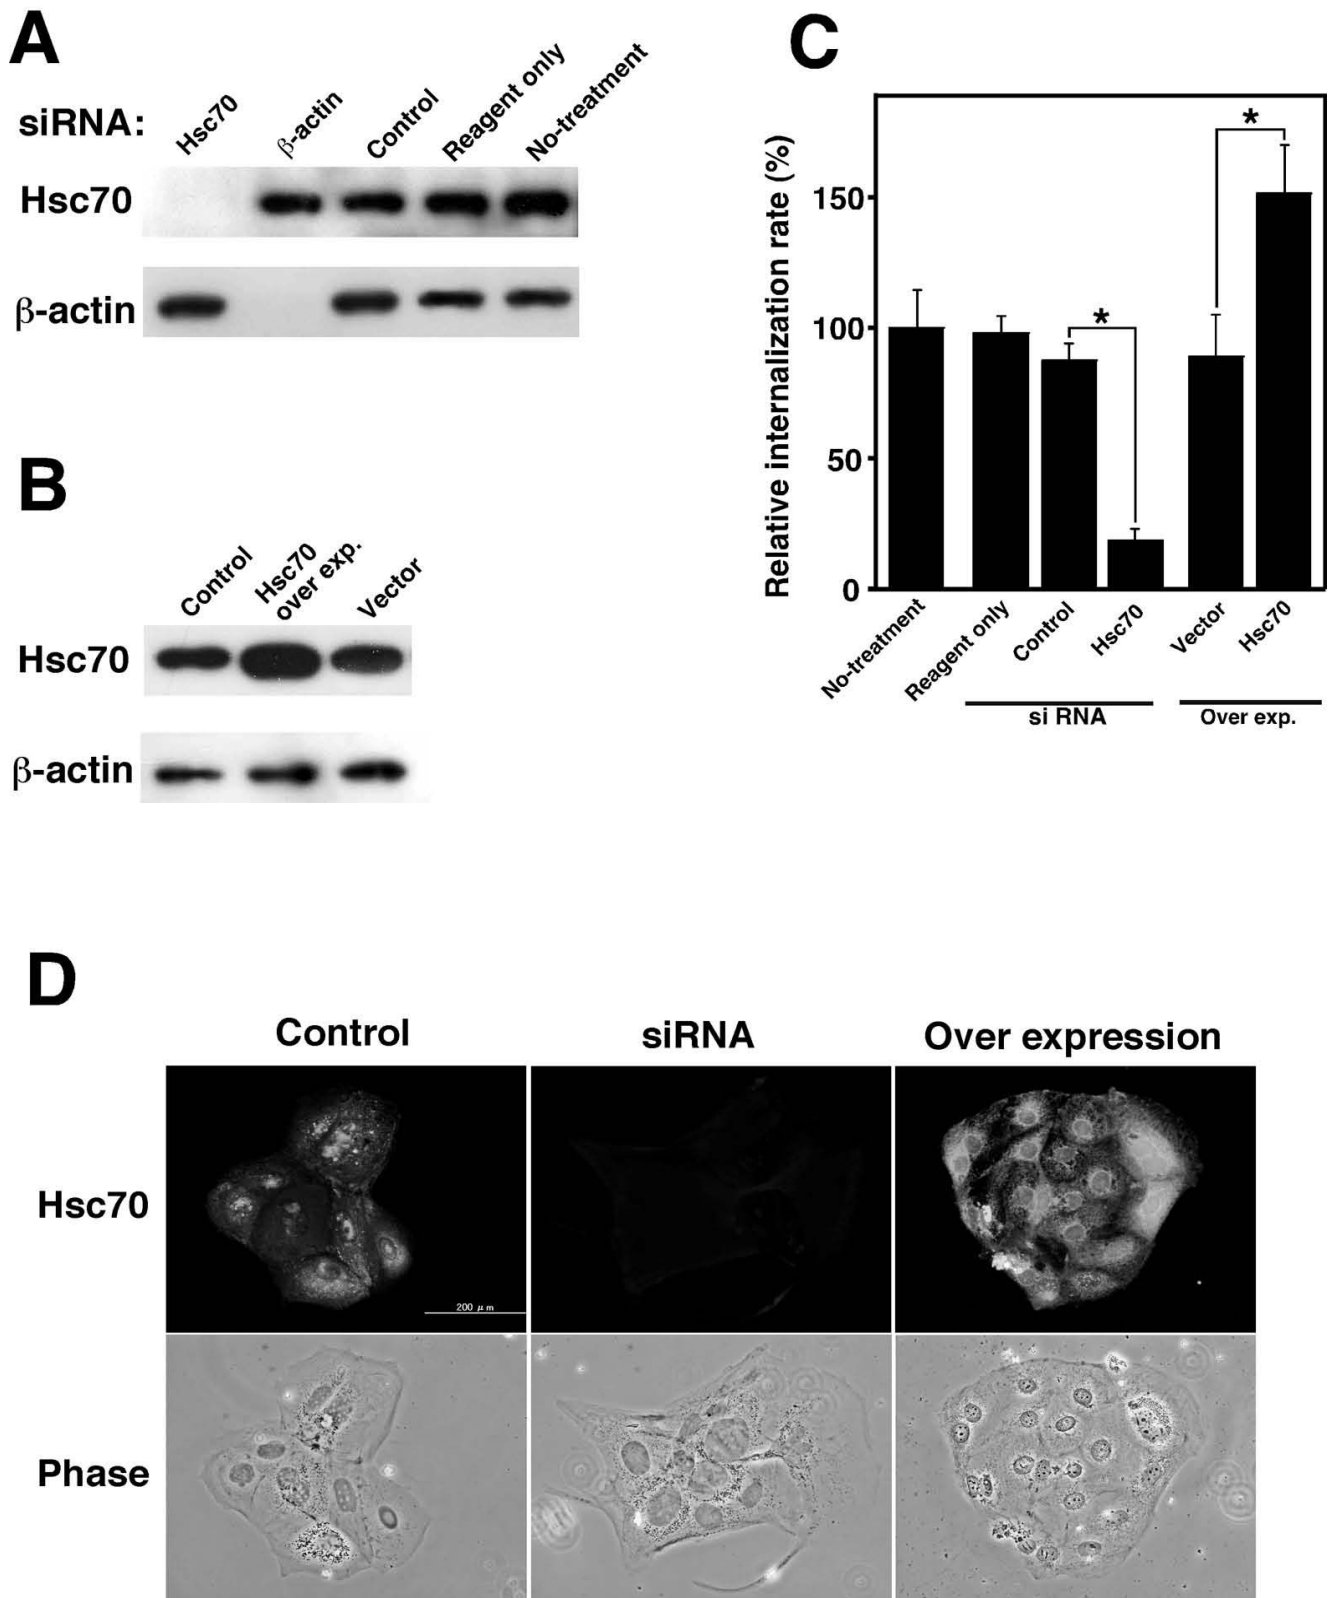 A
siRNA:
Hsc70
β-actin
Control
Reagent only
No-treatment
Hsc70
β-actin
B
Control
Hsc70
over exp.
Vector
Hsc70
β-actin
C
Relative internalization rate (%)
150
100
50
0
*
*
No-treatment
Reagent only
Control
Hsc70
Vector
Hsc70
si RNA
Over exp.
D
Control
siRNA
Over expression
Hsc70
200 μm
Phase